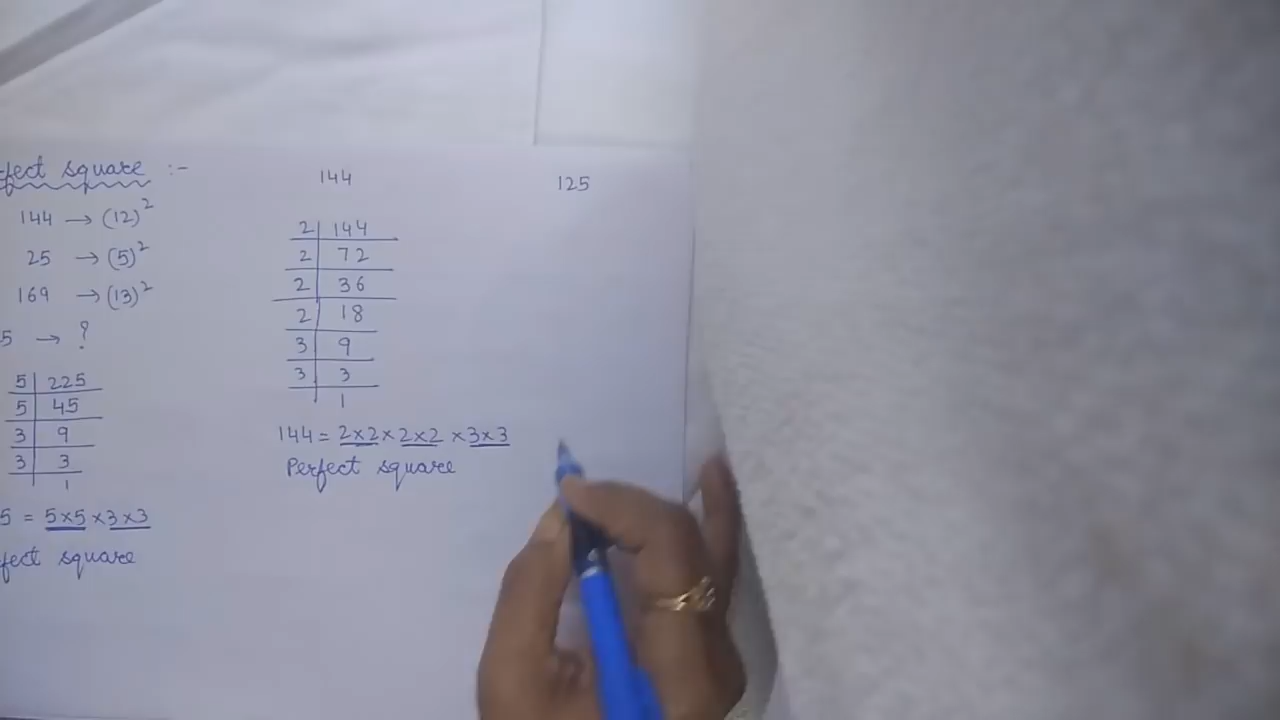 fect square :-
144 → (12)²
25 → (5)²
169 → (13)²
5 → ?
5 | 225
5 | 45
3 | 9
3 | 3
1
5 = 5×5×3×3
fect square
144
2 | 144
2 | 72
2 | 36
2 | 18
3 | 9
3 | 3
1
144 = 2×2×2×2×3×3
Perfect square
125